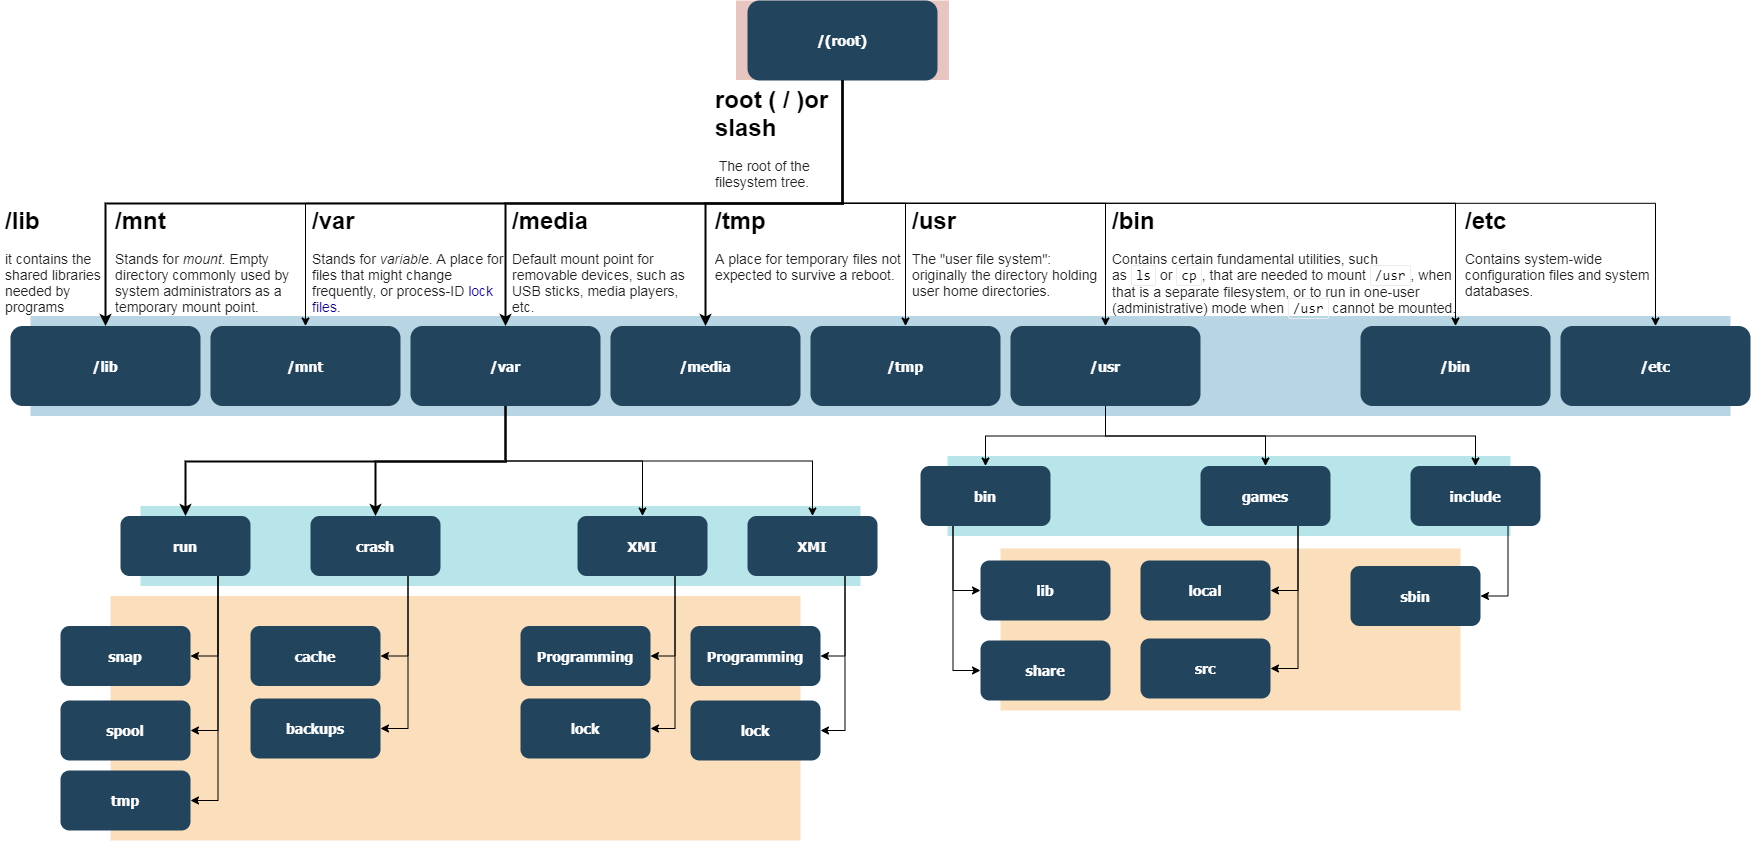 /(root)
root ( / )or
slash
The root of the
filesystem tree.
/lib
it contains the
shared libraries
needed by
programs
/mnt
Stands for mount. Empty
directory commonly used by
system administrators as a
temporary mount point.
/var
Stands for variable. A place for
files that might change
frequently, or process-ID lock
files.
/media
Default mount point for
removable devices, such as
USB sticks, media players,
etc.
/tmp
A place for temporary files not
expected to survive a reboot.
/usr
The "user file system":
originally the directory holding
user home directories.
/bin
Contains certain fundamental utilities, such
as ls or cp, that are needed to mount /usr, when
that is a separate filesystem, or to run in one-user
(administrative) mode when /usr cannot be mounted.
/etc
Contains system-wide
configuration files and system
databases.
/lib
/mnt
/var
/media
/tmp
/usr
/bin
/etc
run
crash
XMI
XMI
snap
cache
Programming
Programming
spool
backups
lock
lock
tmp
bin
games
include
lib
local
sbin
share
src